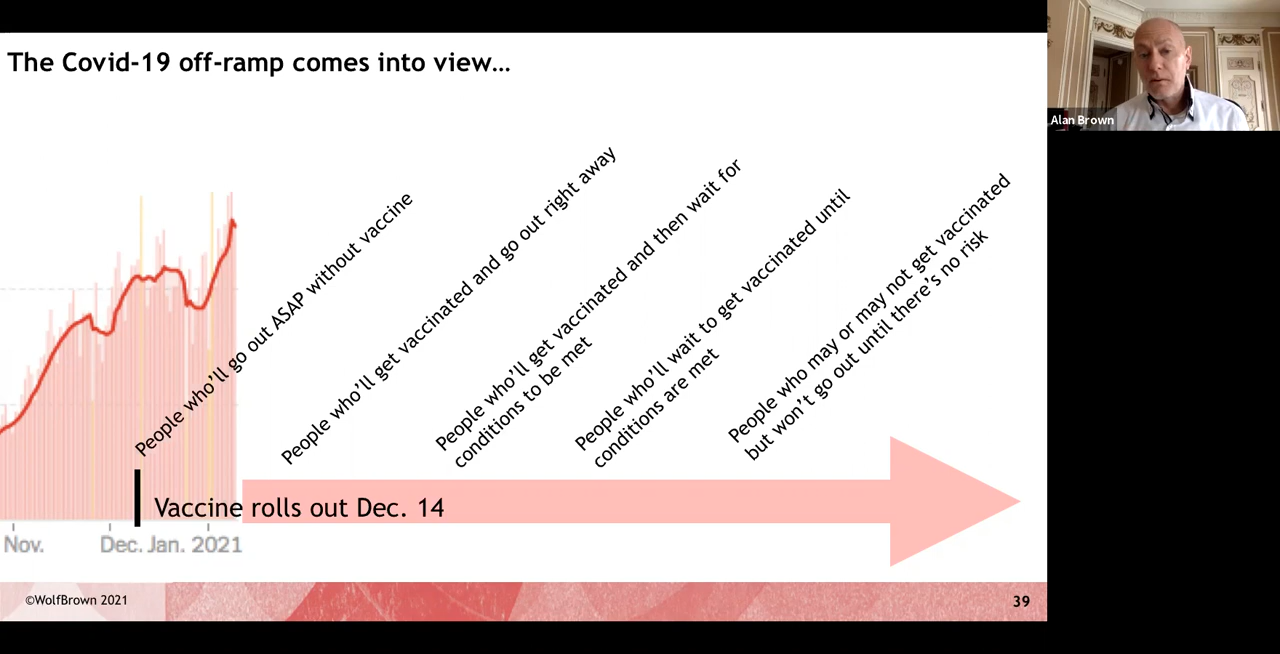 The Covid-19 off-ramp comes into view…
Alan Brown
People who'll go out ASAP without vaccine
People who'll get vaccinated and go out right away
People who'll get vaccinated and then wait for
conditions to be met
People who'll wait to get vaccinated until
conditions are met
People who may or may not get vaccinated
but won't go out until there's no risk
Vaccine rolls out Dec. 14
Nov.
Dec.
Jan. 2021
©WolfBrown 2021
39